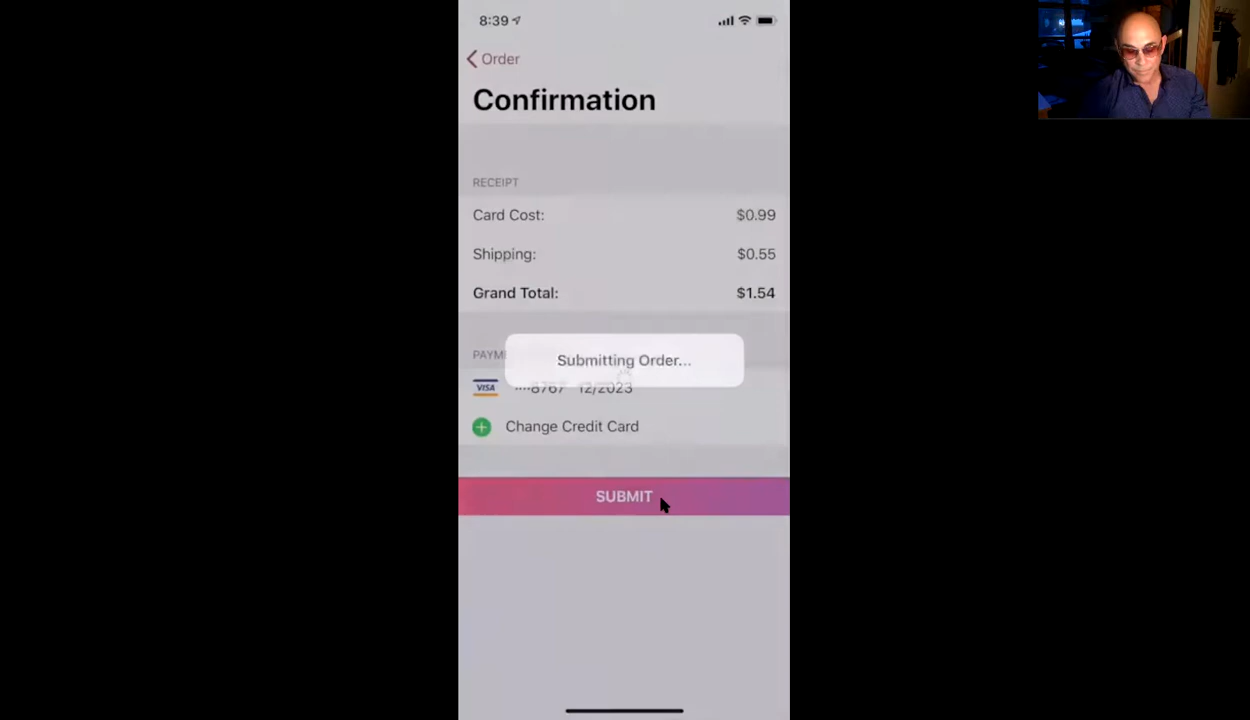 8:39
Order
Confirmation
RECEIPT
Card Cost: $0.99
Shipping: $0.55
Grand Total: $1.54
Submitting Order...
VISA ····8767 12/2023
Change Credit Card
SUBMIT